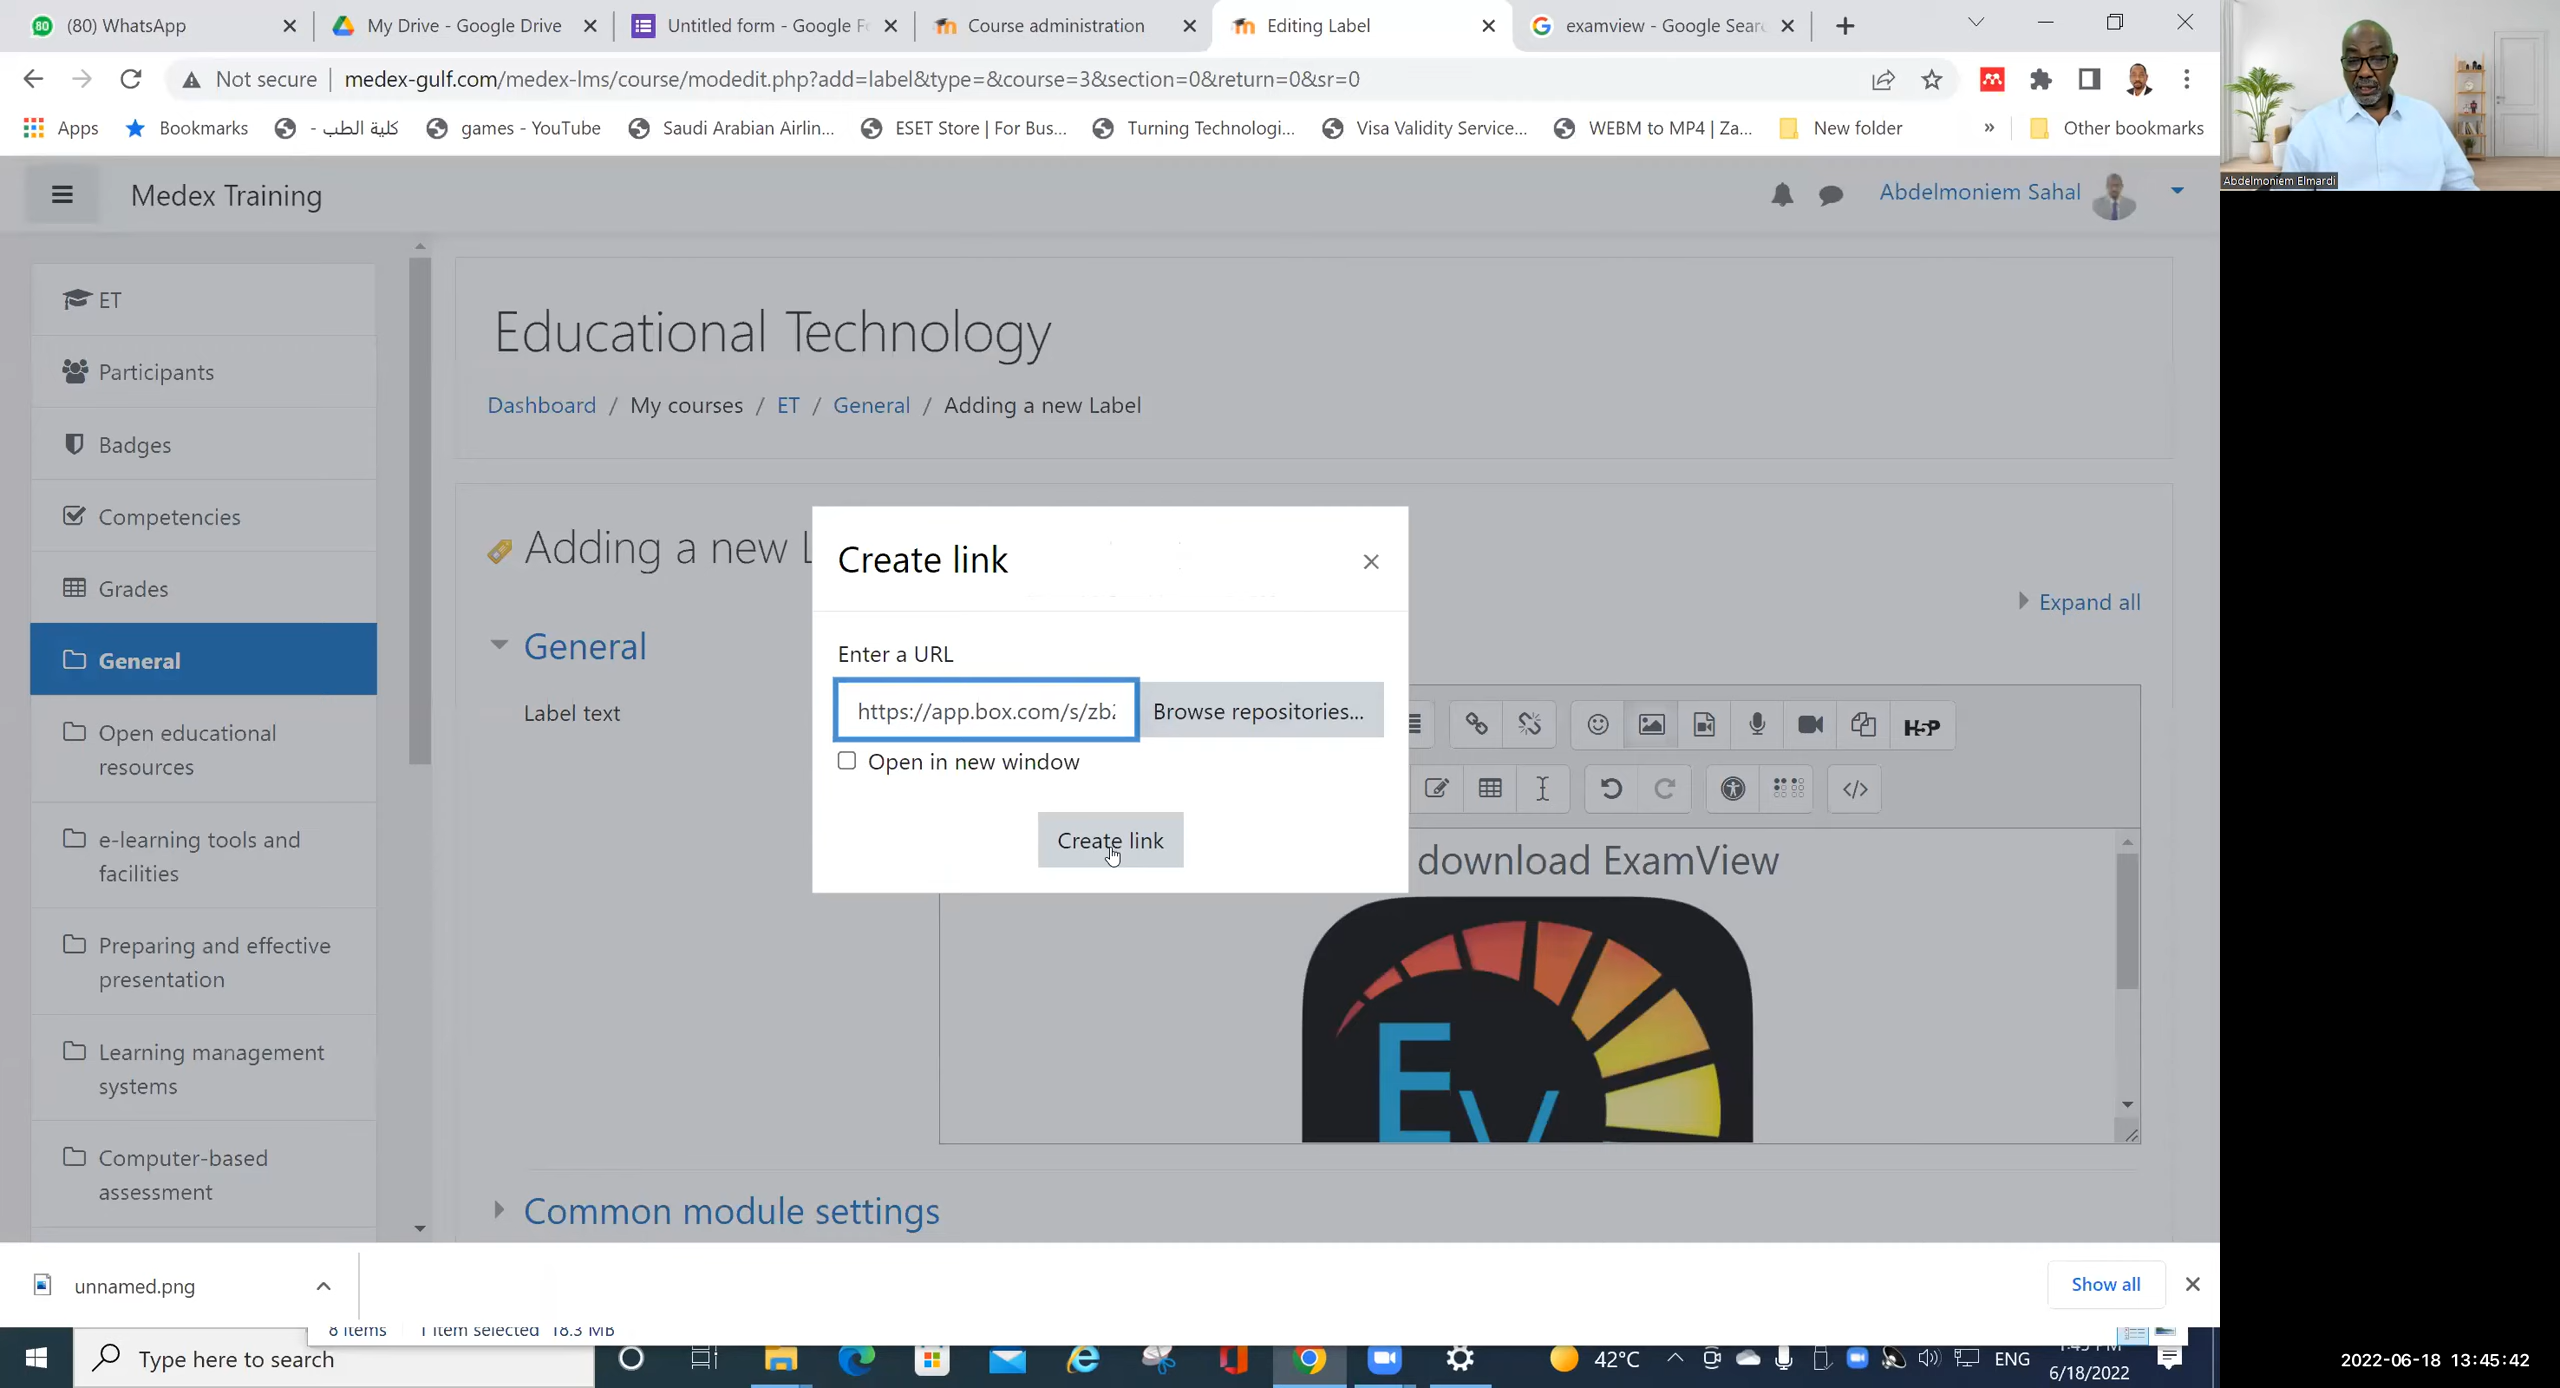 (80) WhatsApp
My Drive - Google Drive
Untitled form - Google Fo
Course administration
Editing Label
examview - Google Searc
Not secure
medex-gulf.com/medex-lms/course/modedit.php?add=label&type=&course=3&section=0&return=0&sr=0
Apps
Bookmarks
كلية الطب -
games - YouTube
Saudi Arabian Airlin...
ESET Store | For Bus...
Turning Technologi...
Visa Validity Service...
WEBM to MP4 | Za...
New folder
»
Other bookmarks
Abdelmoniem Elmardi
Medex Training
Abdelmoniem Sahal
ET
Participants
Badges
Competencies
Grades
General
Open educational
resources
e-learning tools and
facilities
Preparing and effective
presentation
Learning management
systems
Computer-based
assessment
Educational Technology
Dashboard / My courses / ET / General / Adding a new Label
Adding a new L
Expand all
General
Label text
H5P
Create link
Enter a URL
https://app.box.com/s/zb
Browse repositories...
Open in new window
Create link
download ExamView
EV
Common module settings
unnamed.png
Show all
8 items 1 item selected 18.3 MB
Type here to search
42°C
ENG
1:45 PM
6/18/2022
2022-06-18 13:45:42